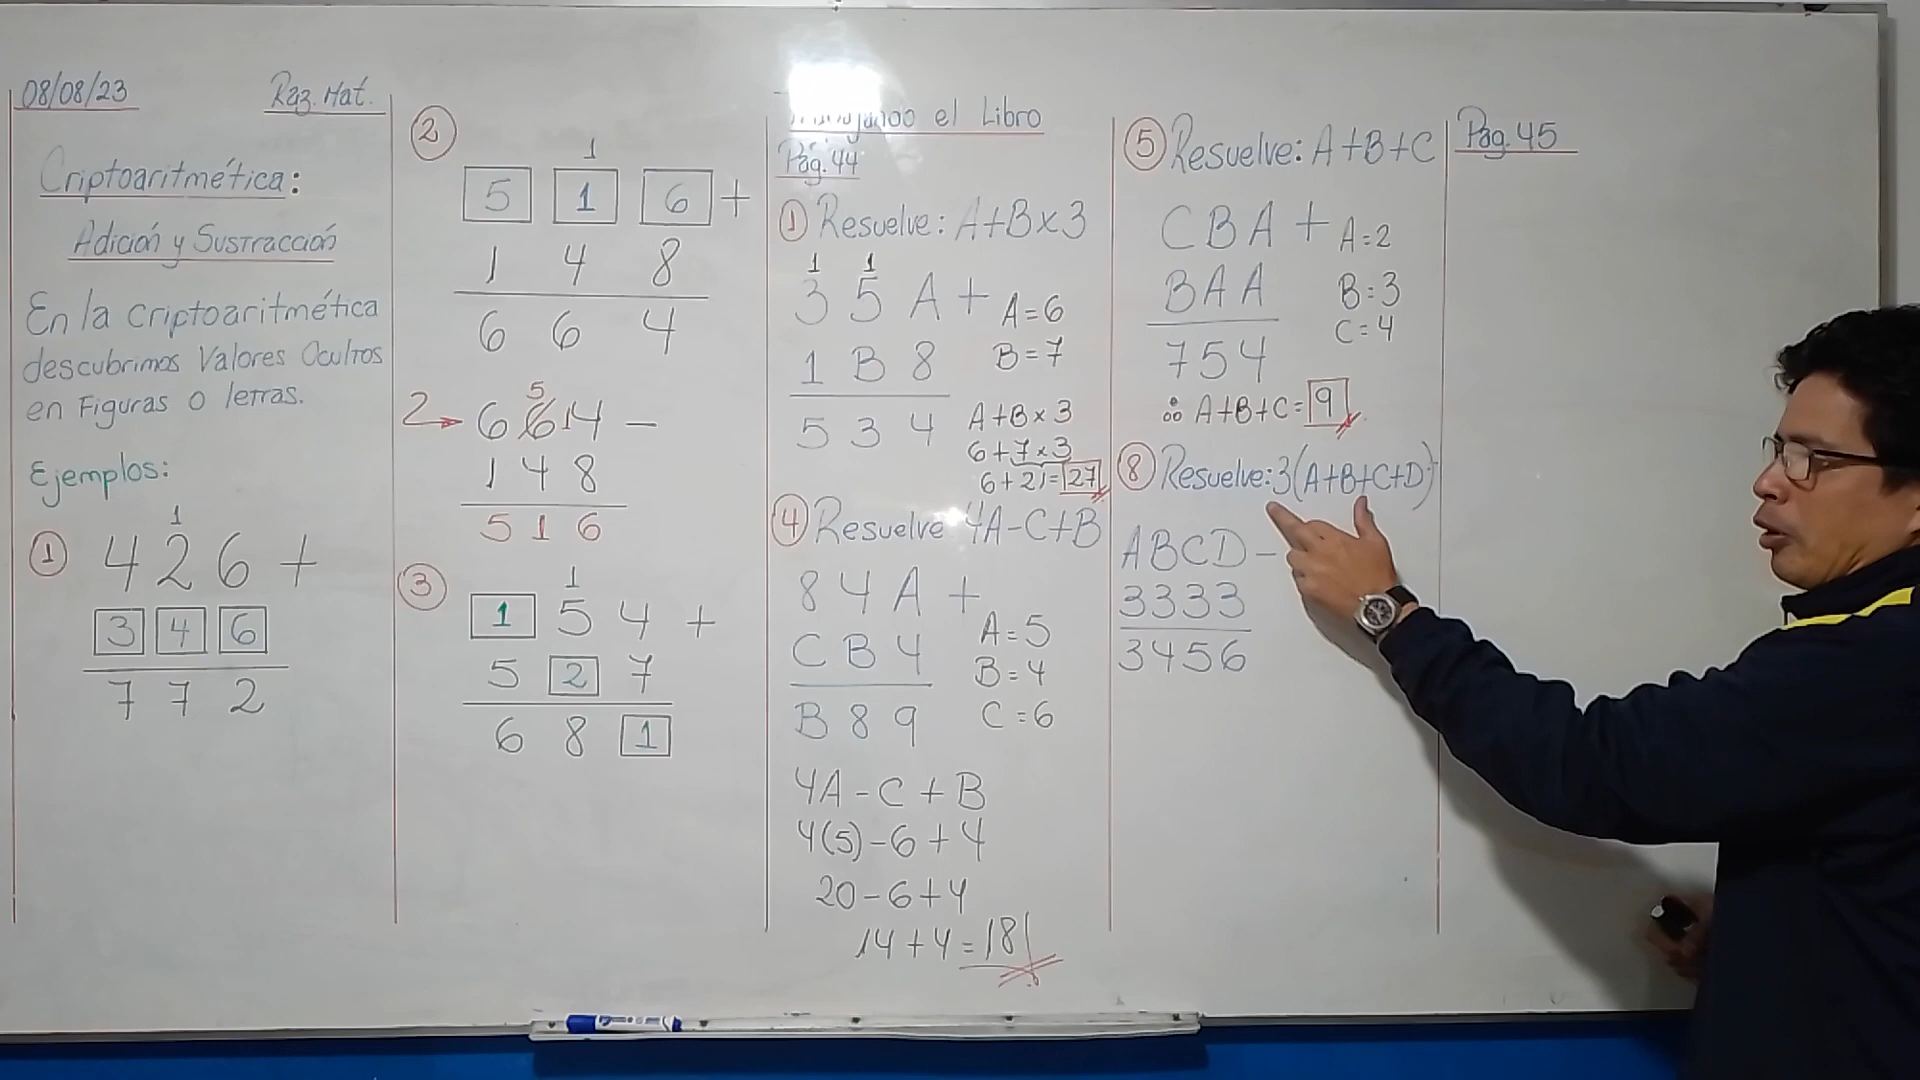 08/08/23 Raz. Mat.
Criptoaritmética:
Adición y Sustracción
En la criptoaritmética
descubrimos Valores Ocultos
en Figuras o letras.
Ejemplos:
1
① 4 2 6 +
3 4 6
7 7 2
②
1
5 1 6 +
1 4 8
6 6 4
5
2→ 6 6 14 −
1 4 8
5 1 6
③
1
1 5 4 +
5 2 7
6 8 1
el Libro
Pág. 44
① Resuelve: A+B×3
1 1
3 5 A + A=6
1 B 8 B=7
5 3 4
A+B×3
6+7×3
6+21=27
④ Resuelve 4A-C+B
8 4 A +
C B 4
B 8 9
A=5
B=4
C=6
4A-C+B
4(5)-6+4
20-6+4
14+4=18
⑤ Resuelve: A+B+C
C B A + A=2
B A A B=3
7 5 4 C=4
∴ A+B+C=9
⑧ Resuelve: 3(A+B+C+D)
ABCD −
3333
3456
Pág. 45